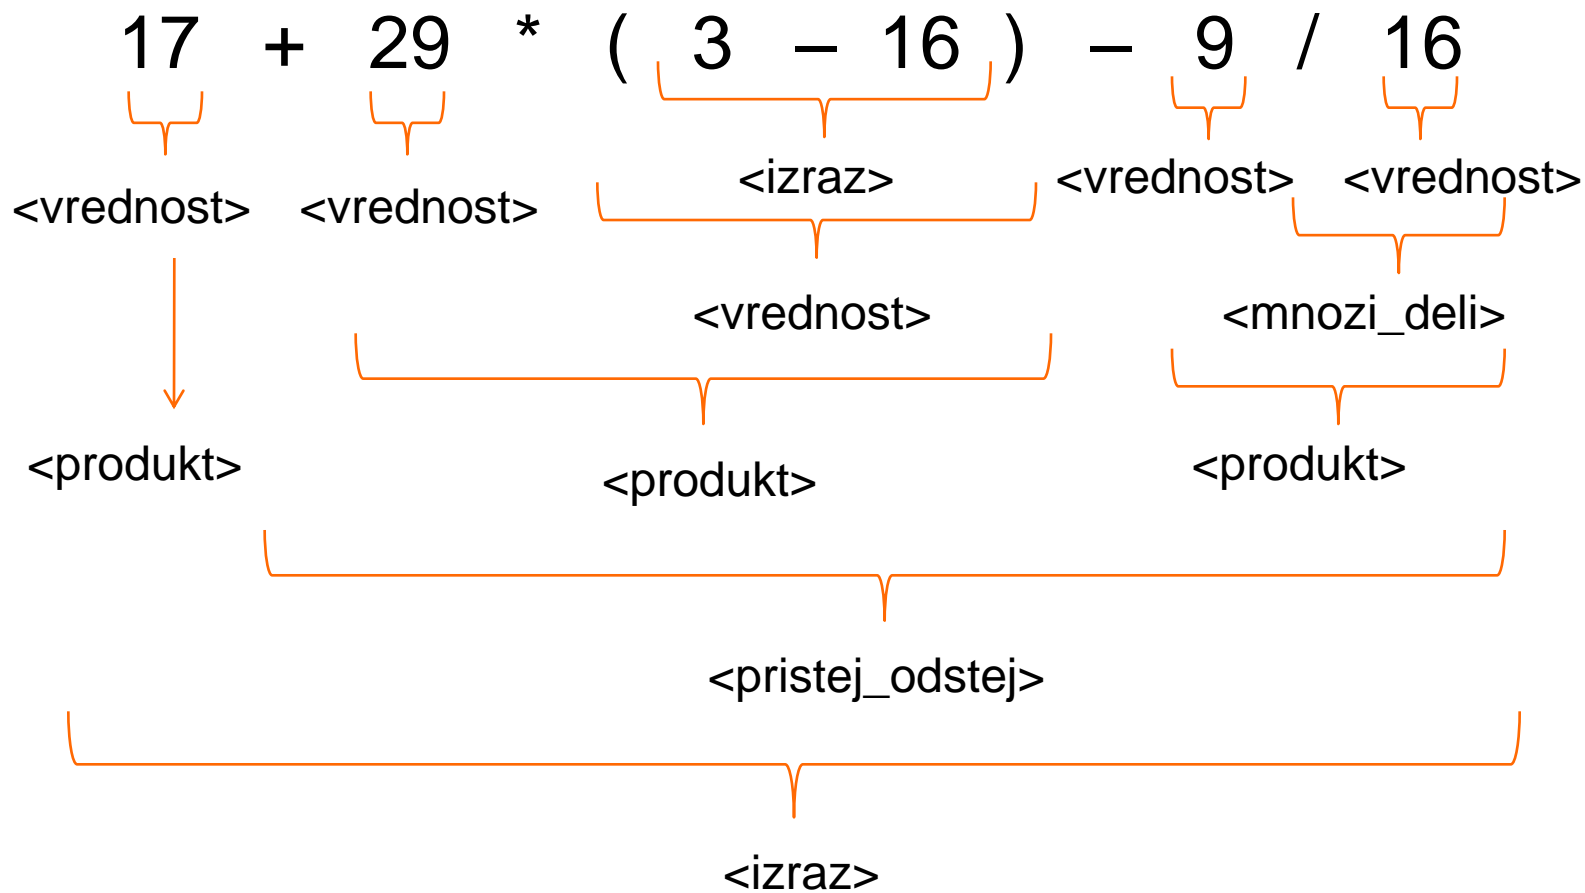 17 + 29 * ( 3 – 16 ) – 9 / 16
<izraz> <vrednost> <vrednost>
<vrednost> <vrednost>
<vrednost> <mnozi_deli>
<produkt> <produkt> <produkt>
<pristej_odstej>
<izraz>